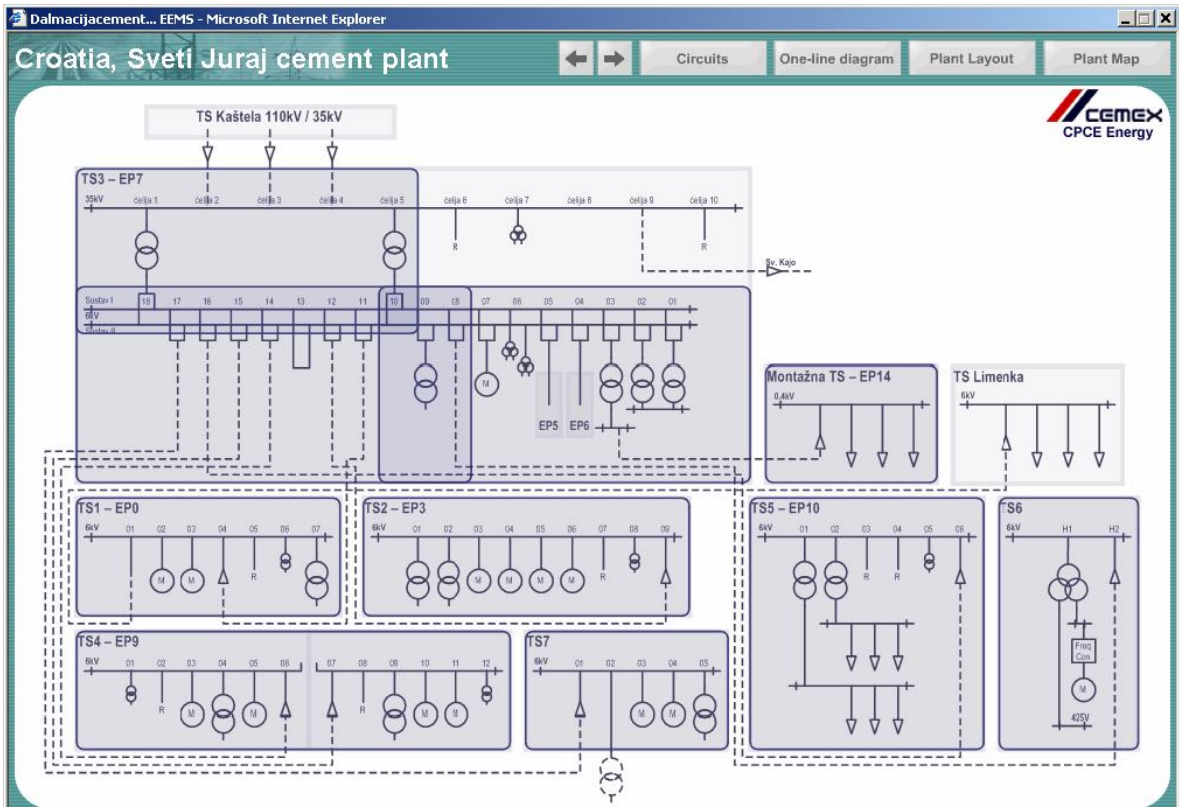 Dalmacijacement... EEMS - Microsoft Internet Explorer
Croatia, Sveti Juraj cement plant
Circuits
One-line diagram
Plant Layout
Plant Map
CEMEX
CPCE Energy
TS Kaštela 110kV / 35kV
TS3 – EP7
35kV ćelija 1 ćelija 2 ćelija 3 ćelija 4 ćelija 5 ćelija 6 ćelija 7 ćelija 8 ćelija 9 ćelija 10
R R
Sv. Kajo
Sustav I 18 17 16 15 14 13 12 11 10 09 08 07 06 05 04 03 02 01
6kV
Sustav II
M
EP5 EP6
Montažna TS – EP14
0,4kV
TS Limenka
6kV
TS1 – EP0
6kV 01 02 03 04 05 06 07
M M R
TS2 – EP3
6kV 01 02 03 04 05 06 07 08 09
M M M M R
TS5 – EP10
6kV 01 02 03 04 05 06
R R
TS6
6kV H1 H2
Freq
Con
M
425V
TS4 – EP9
6kV 01 02 03 04 05 06 07 08 09 10 11 12
R M M R M M
TS7
6kV 01 02 03 04 05
M M